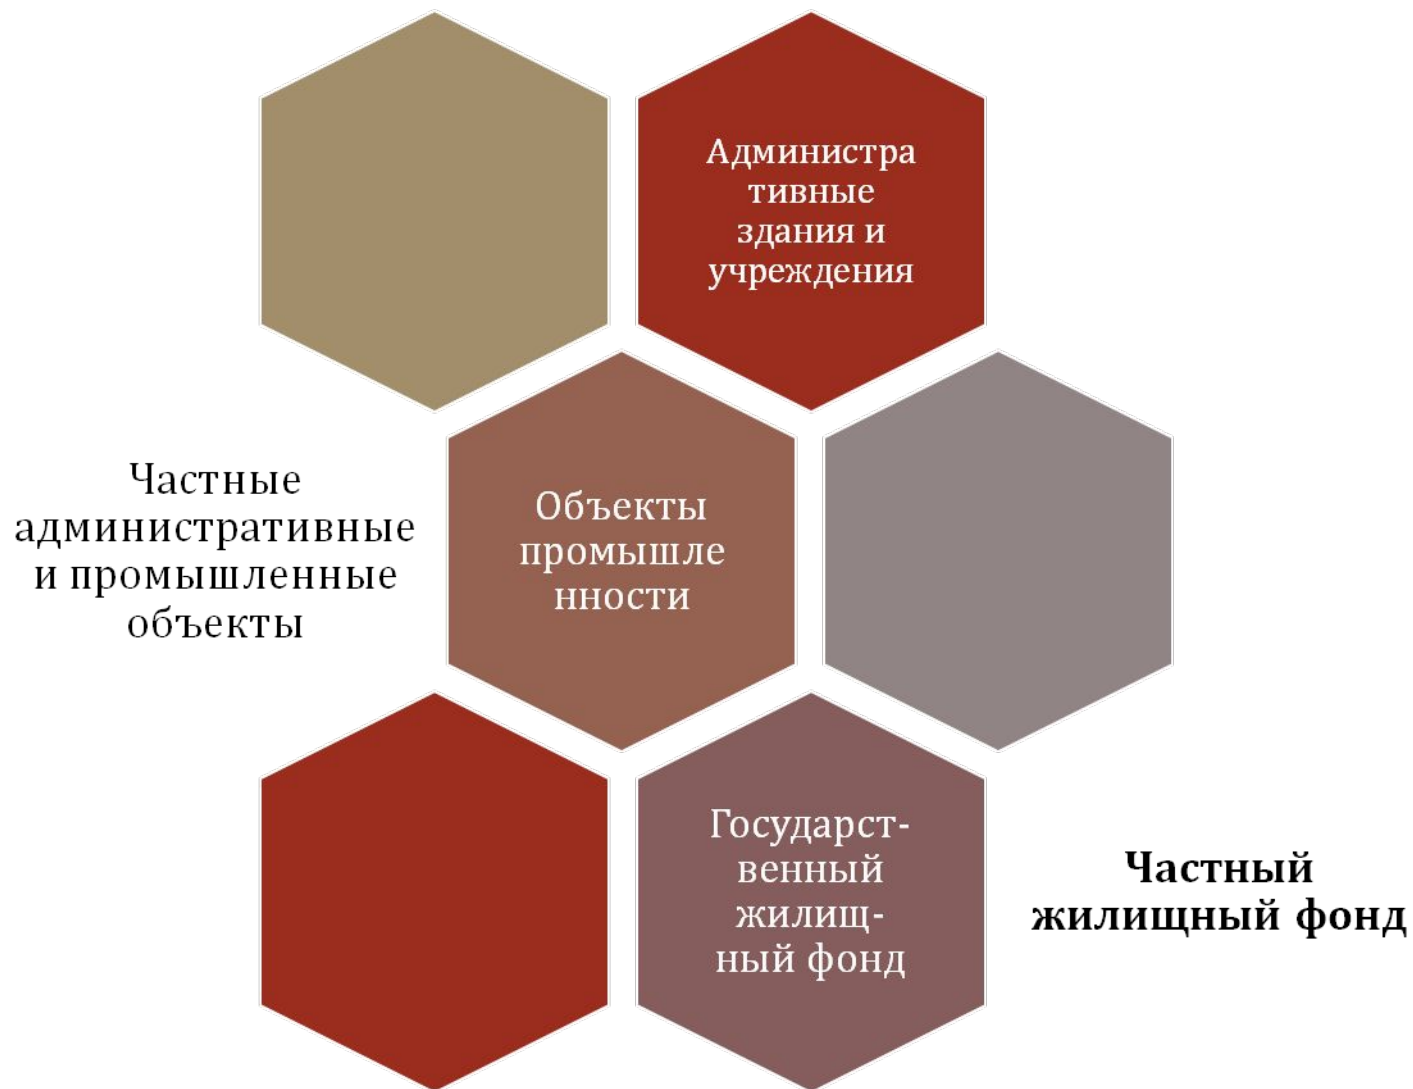 Администра
тивные
здания и
учреждения
Частные
административные
и промышленные
объекты
Объекты
промышле
нности
Государст-
венный
жилищ-
ный фонд
Частный
жилищный фонд